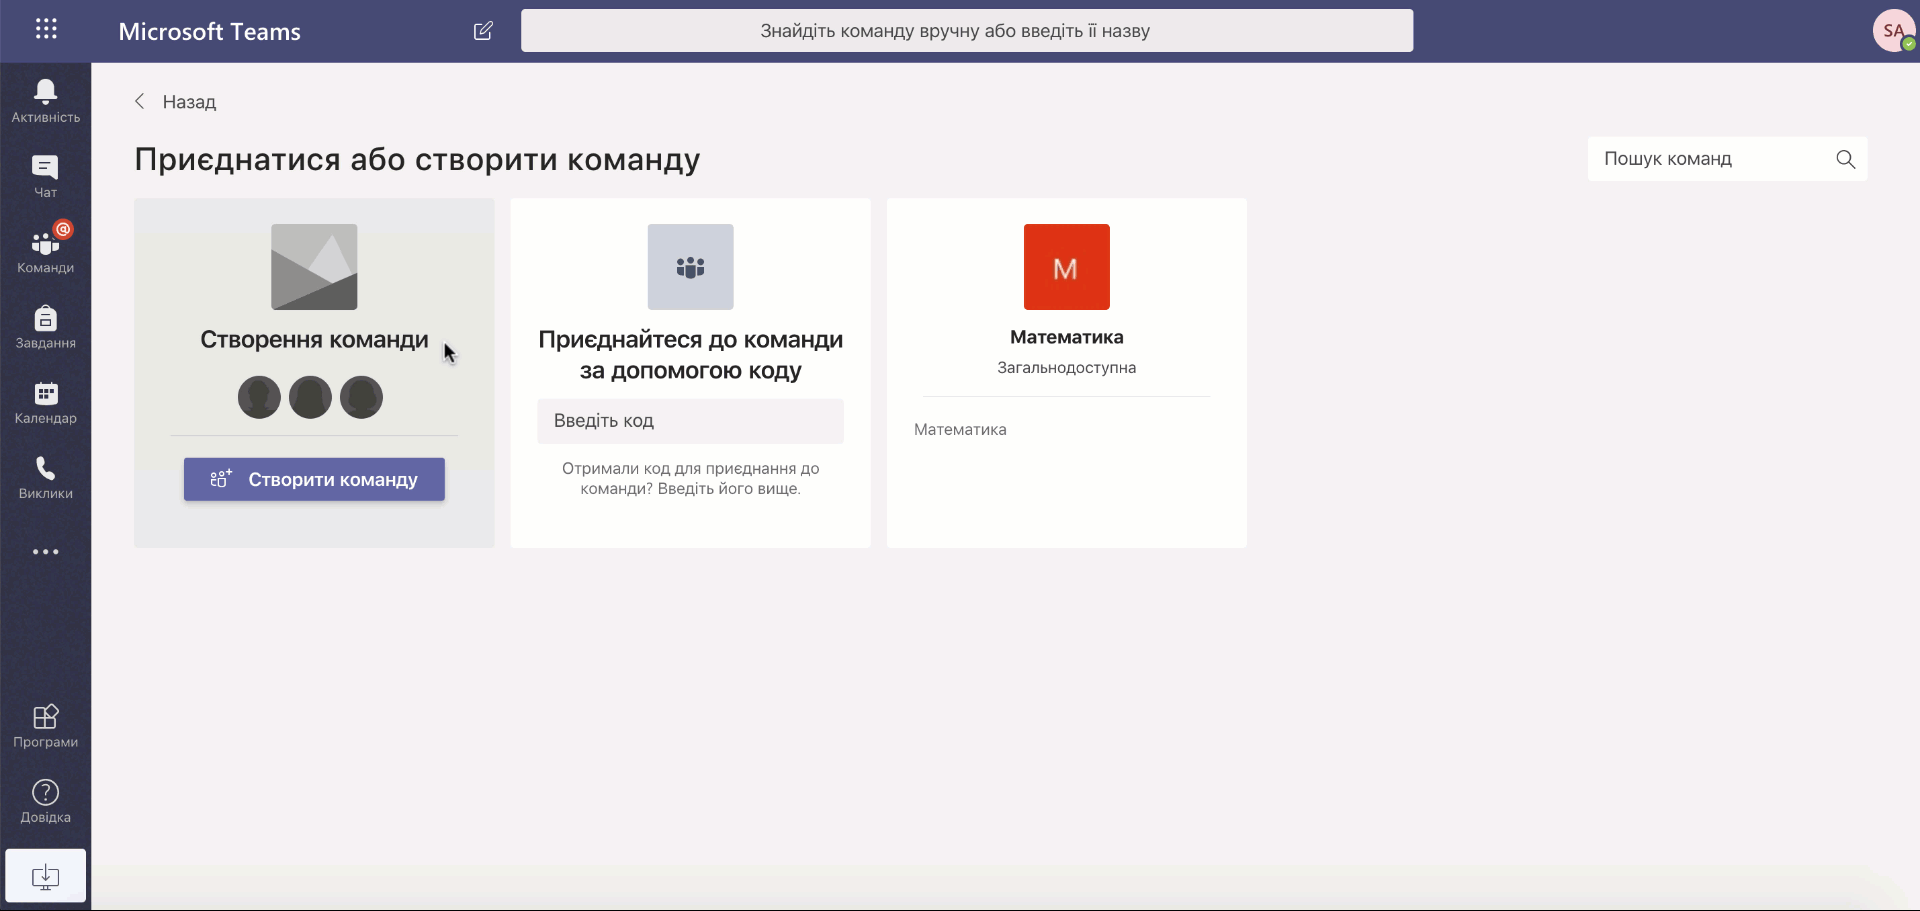 Microsoft Teams
Знайдіть команду вручну або введіть її назву
SA
Активність
Чат
@
Команди
Завдання
Календар
Виклики
Програми
Довідка
Назад
Приєднатися або створити команду
Пошук команд
Створення команди
Створити команду
Приєднайтеся до команди
за допомогою коду
Введіть код
Отримали код для приєднання до
команди? Введіть його вище.
M
Математика
Загальнодоступна
Математика